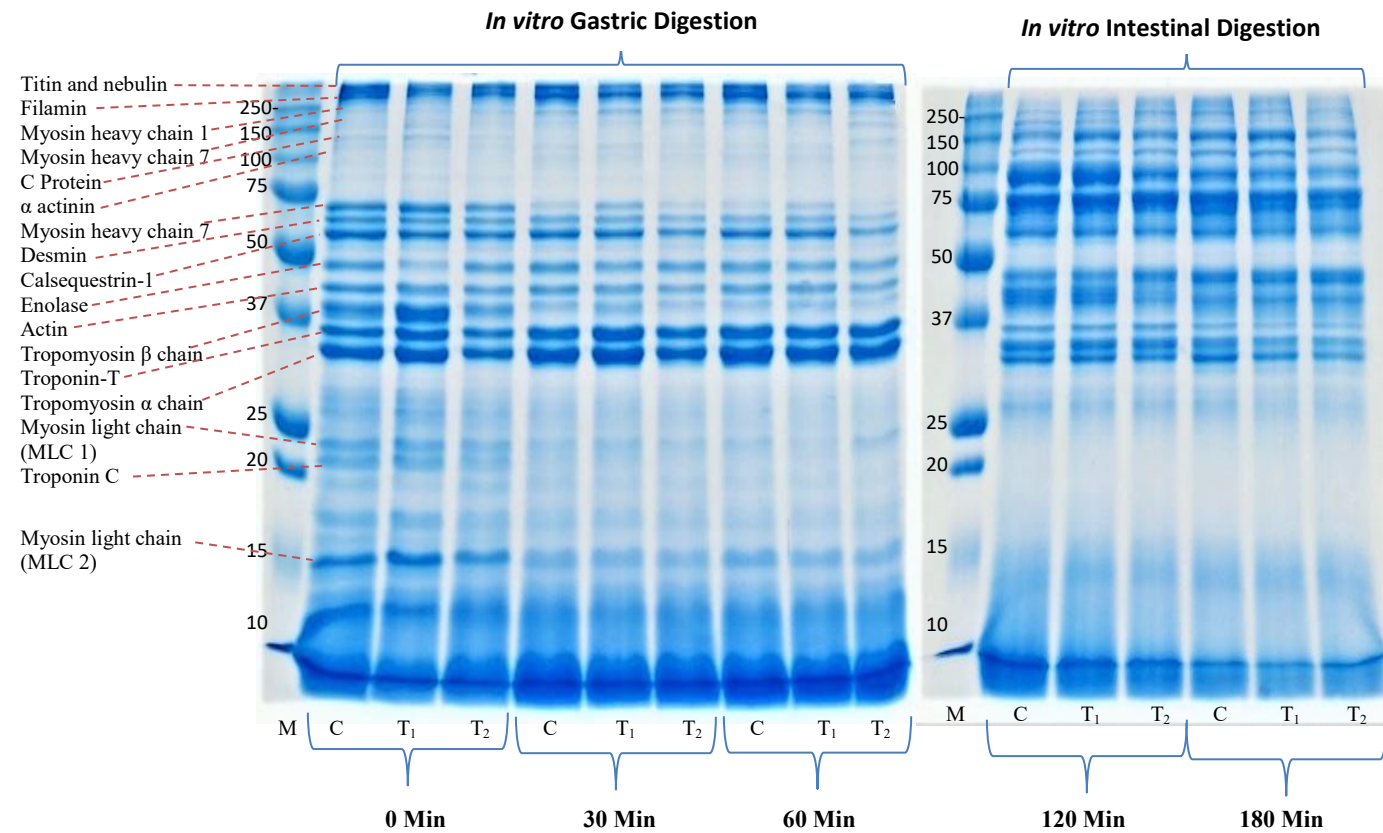 In vitro Gastric Digestion
In vitro Intestinal Digestion
Titin and nebulin
Filamin
Myosin heavy chain 1
Myosin heavy chain 7
C Protein
α actinin
Myosin heavy chain 7
Desmin
Calsequestrin-1
Enolase
Actin
Tropomyosin β chain
Troponin-T
Tropomyosin α chain
Myosin light chain
(MLC 1)
Troponin C
Myosin light chain
(MLC 2)
250-
150
100
75
50
37
25
20
15
10
250-
150
100
75
50
37
25
20
15
10
M C T₁ T₂ C T₁ T₂ C T₁ T₂
M C T₁ T₂ C T₁ T₂
0 Min 30 Min 60 Min
120 Min 180 Min